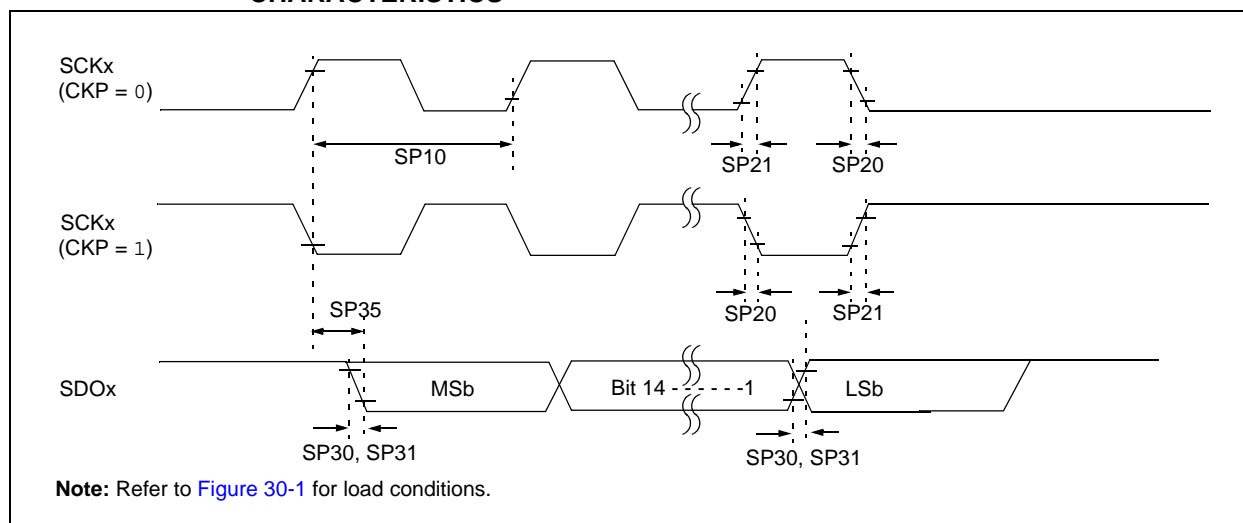 CHARACTERISTICS
SCKx
(CKP = 0)
SP10
SP21
SP20
SCKx
(CKP = 1)
SP35
SP20
SP21
SDOx
MSb
Bit 14 - - - - - -1
LSb
SP30, SP31
SP30, SP31
Note: Refer to Figure 30-1 for load conditions.